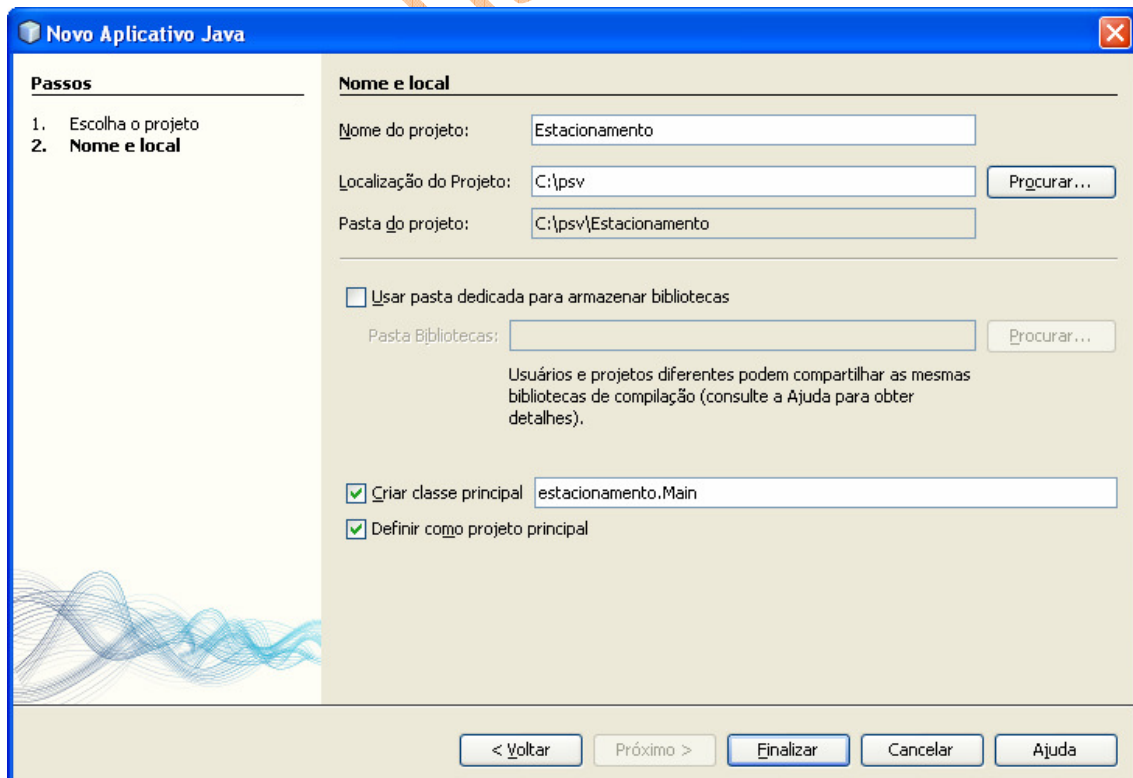 Novo Aplicativo Java
Passos
1. Escolha o projeto
2. Nome e local
Nome e local
Nome do projeto: Estacionamento
Localização do Projeto: C:\psv Procurar...
Pasta do projeto: C:\psv\Estacionamento
Usar pasta dedicada para armazenar bibliotecas
Pasta Bibliotecas: Procurar...
Usuários e projetos diferentes podem compartilhar as mesmas
bibliotecas de compilação (consulte a Ajuda para obter
detalhes).
Criar classe principal estacionamento.Main
Definir como projeto principal
< Voltar Próximo > Finalizar Cancelar Ajuda